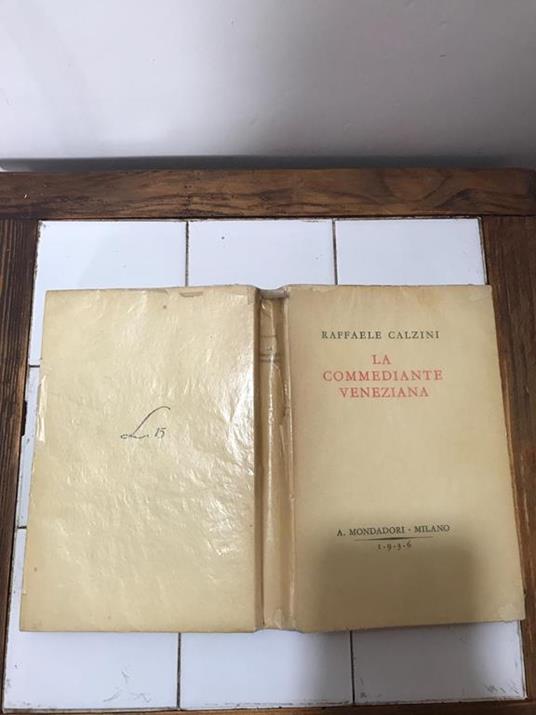 RAFFAELE CALZINI
LA
COMMEDIANTE
VENEZIANA
A. MONDADORI - MILANO
1.9.3.6
L. 15